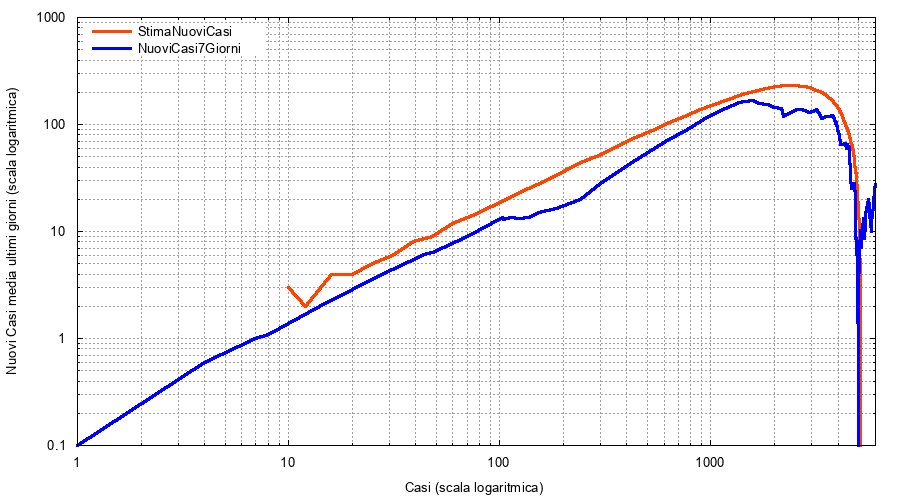 1000
StimaNuoviCasi
NuoviCasi7Giorni
100
10
1
0.1
1 10 100 1000
Nuovi Casi media ultimi giorni (scala logaritmica)
Casi (scala logaritmica)